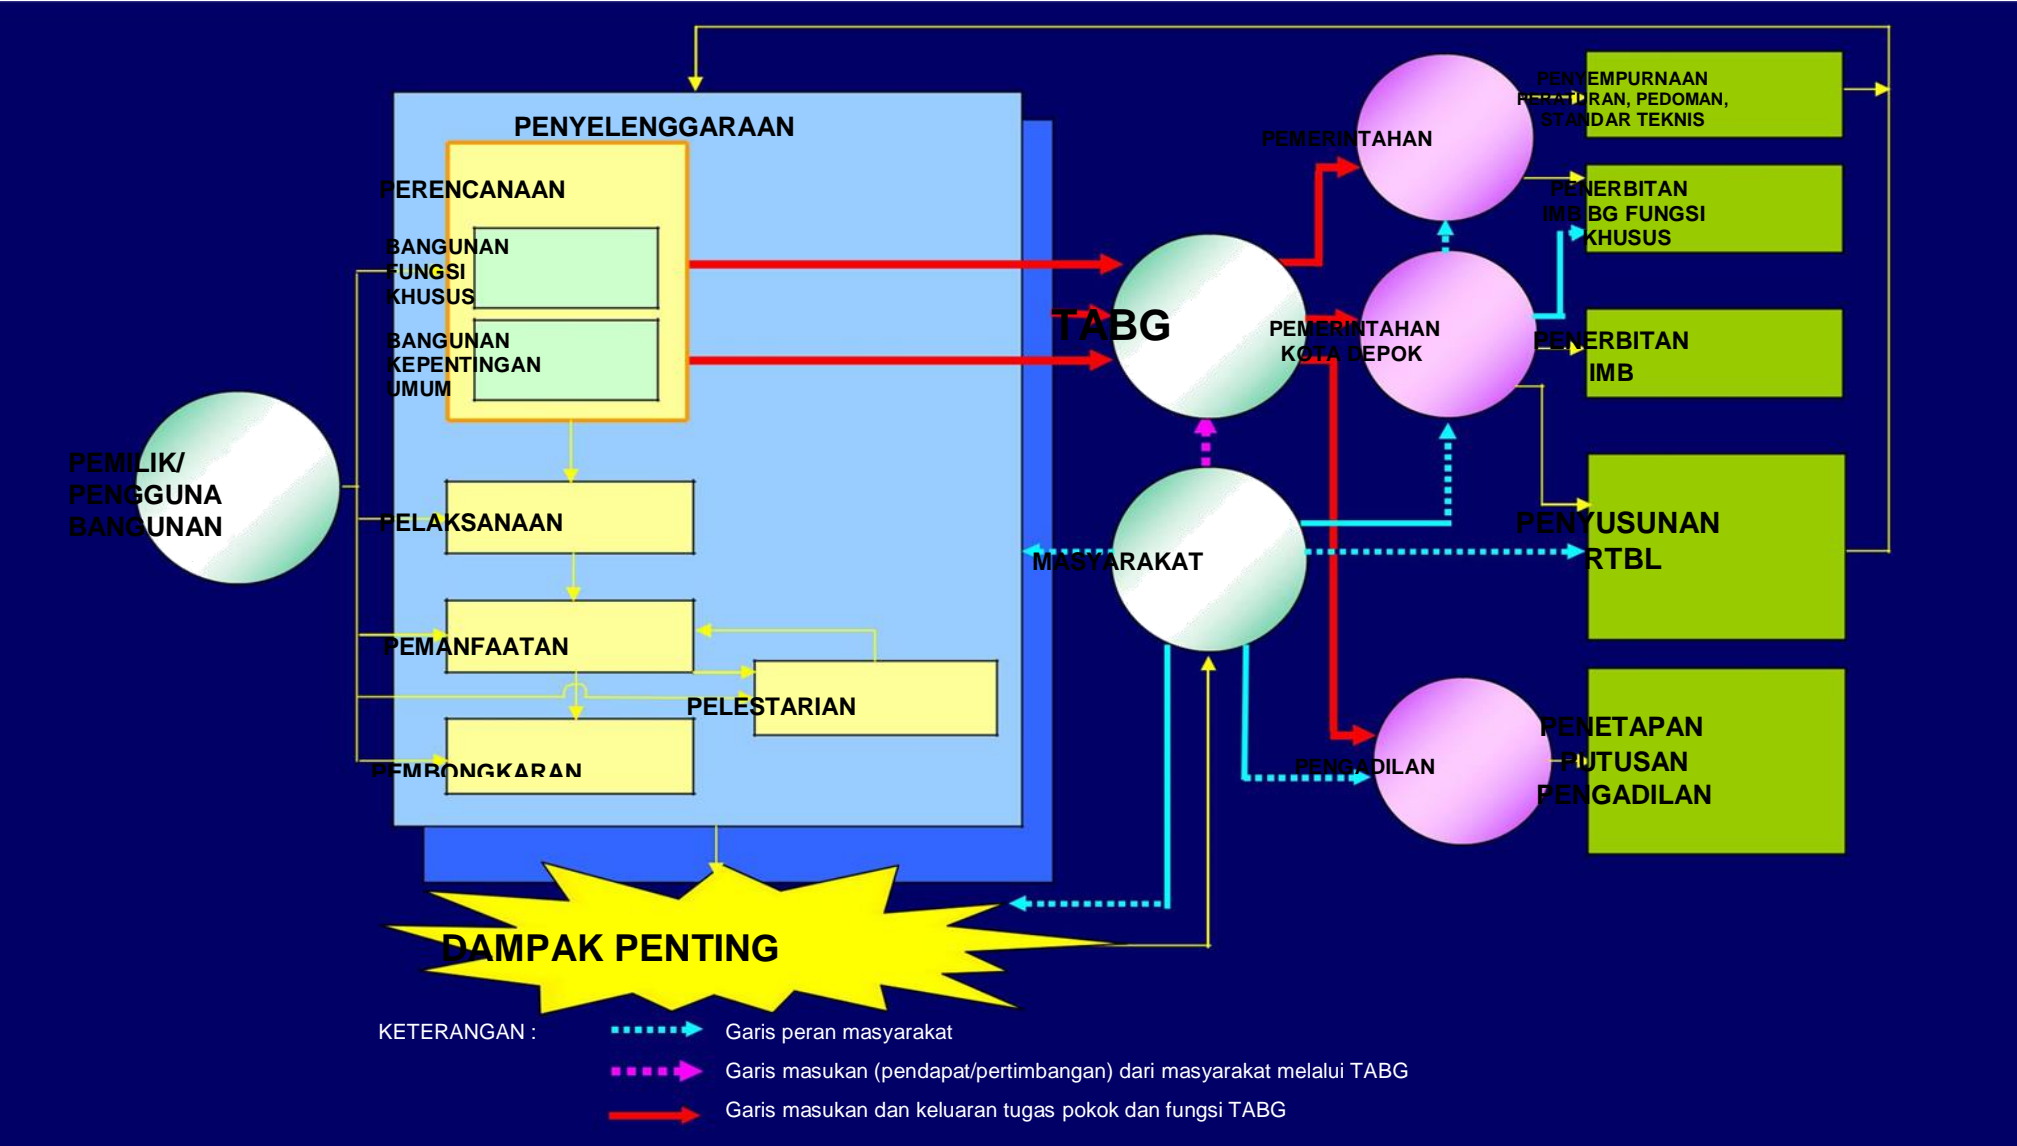 PENYELENGGARAAN
PERENCANAAN
BANGUNAN
FUNGSI
KHUSUS
BANGUNAN
KEPENTINGAN
UMUM
PEMILIK/
PENGGUNA
BANGUNAN
PELAKSANAAN
PEMANFAATAN
PELESTARIAN
PEMBONGKARAN
TABG
MASYARAKAT
PEMERINTAHAN
PEMERINTAHAN
KOTA DEPOK
PENGADILAN
PENYEMPURNAAN
PERATURAN, PEDOMAN,
STANDAR TEKNIS
PENERBITAN
IMB BG FUNGSI
KHUSUS
PENERBITAN
IMB
PENYUSUNAN
RTBL
PENETAPAN
PUTUSAN
PENGADILAN
DAMPAK PENTING
KETERANGAN :
Garis peran masyarakat
Garis masukan (pendapat/pertimbangan) dari masyarakat melalui TABG
Garis masukan dan keluaran tugas pokok dan fungsi TABG